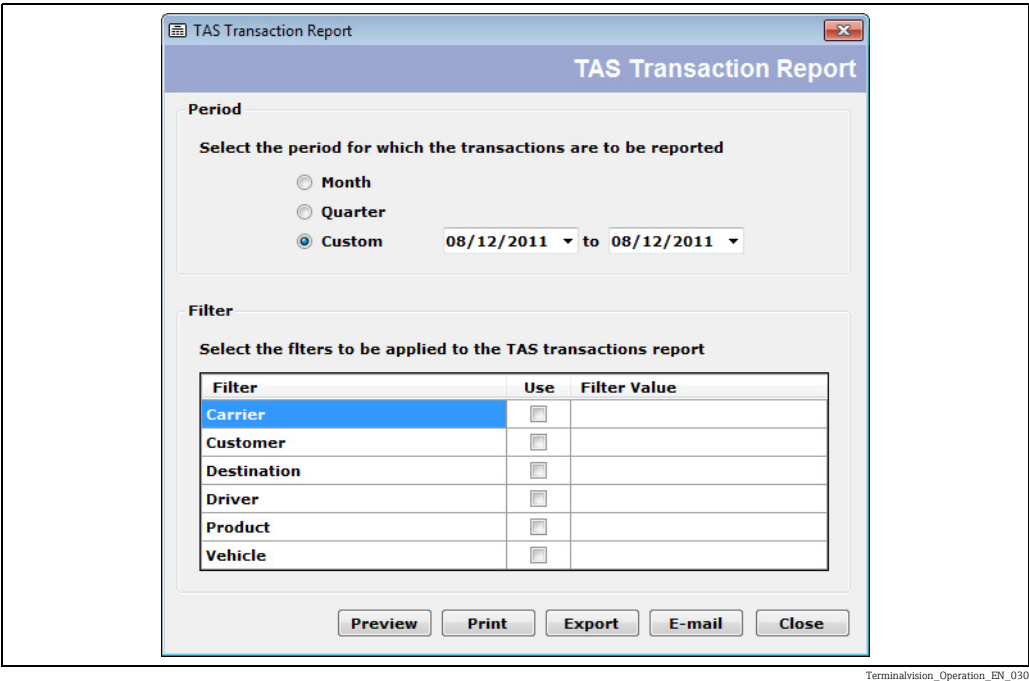 TAS Transaction Report
TAS Transaction Report
Period
Select the period for which the transactions are to be reported
Month
Quarter
Custom 08/12/2011 to 08/12/2011
Filter
Select the flters to be applied to the TAS transactions report
Filter Use Filter Value
Carrier
Customer
Destination
Driver
Product
Vehicle
Preview Print Export E-mail Close
Terminalvision_Operation_EN_030